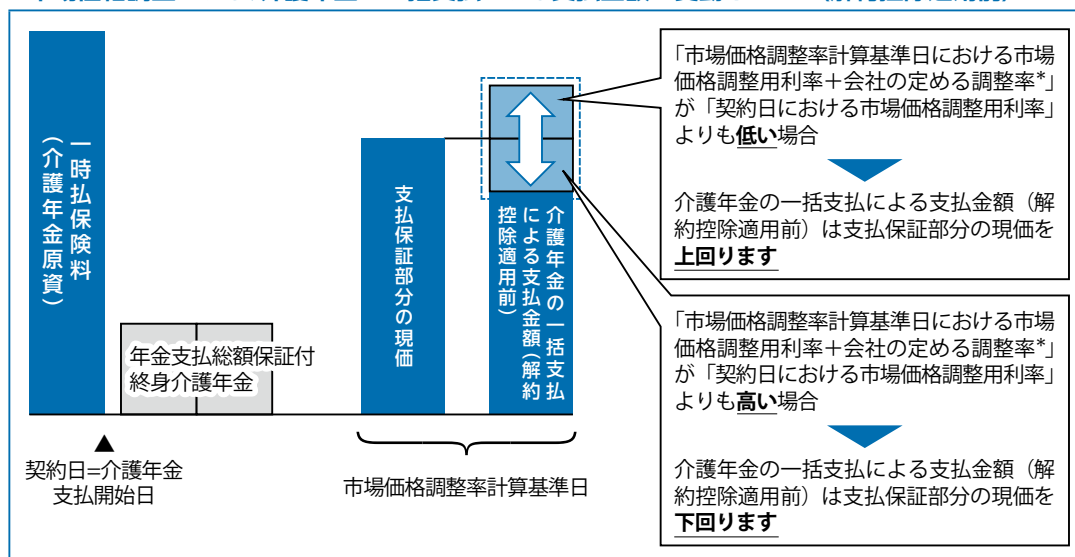 一時払保険料
(介護年金原資)
年金支払総額保証付
終身介護年金
▲
契約日=介護年金
支払開始日
支払保証部分の現価
介護年金の一括支払
による支払金額(解約
控除適用前)
市場価格調整率計算基準日
「市場価格調整率計算基準日における市場
価格調整用利率+会社の定める調整率*」
が「契約日における市場価格調整用利率」
よりも低い場合
介護年金の一括支払による支払金額(解
約控除適用前)は支払保証部分の現価を
上回ります
「市場価格調整率計算基準日における市場
価格調整用利率+会社の定める調整率*」
が「契約日における市場価格調整用利率」
よりも高い場合
介護年金の一括支払による支払金額(解
約控除適用前)は支払保証部分の現価を
下回ります